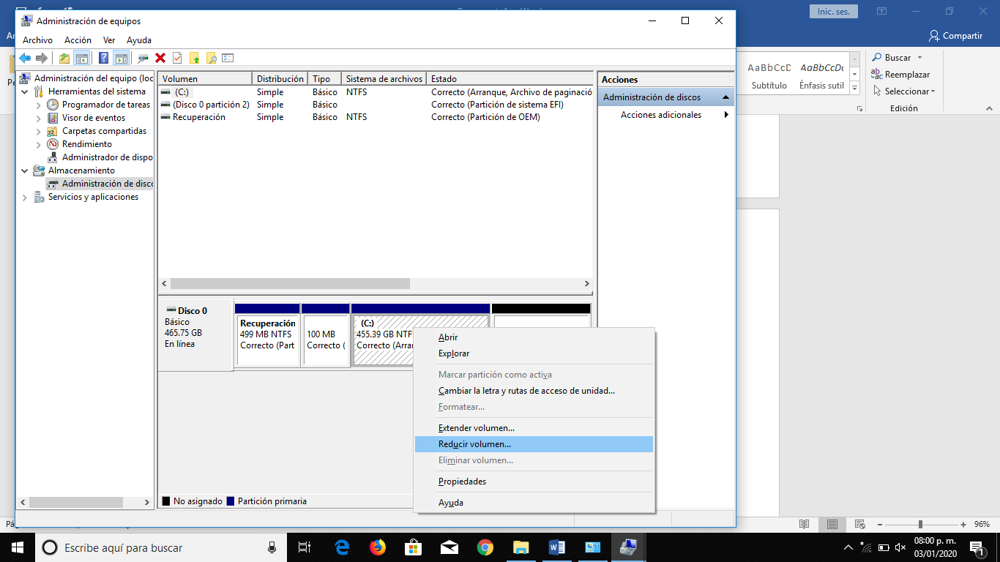 Inic. ses.
Compartir
Administración de equipos
Archivo Acción Ver Ayuda
Administración del equipo (loc
Herramientas del sistema
Programador de tareas
Visor de eventos
Carpetas compartidas
Rendimiento
Administrador de dispo
Almacenamiento
Administración de disco
Servicios y aplicaciones
Volumen Distribución Tipo Sistema de archivos Estado
(C:) Simple Básico NTFS Correcto (Arranque, Archivo de paginació
(Disco 0 partición 2) Simple Básico Correcto (Partición de sistema EFI)
Recuperación Simple Básico NTFS Correcto (Partición de OEM)
Acciones
Administración de discos
Acciones adicionales
AaBbCcD AaBbCcDc
Subtítulo Énfasis sutil
Buscar
Reemplazar
Seleccionar
Edición
Disco 0
Básico
465.75 GB
En línea
Recuperación
499 MB NTFS
Correcto (Part
100 MB
Correcto (
(C:)
455.39 GB NTF
Correcto (Arra
Abrir
Explorar
Marcar partición como activa
Cambiar la letra y rutas de acceso de unidad...
Formatear...
Extender volumen...
Reducir volumen...
Eliminar volumen...
Propiedades
Ayuda
No asignado Partición primaria
96%
Escribe aquí para buscar
08:00 p. m.
03/01/2020
1